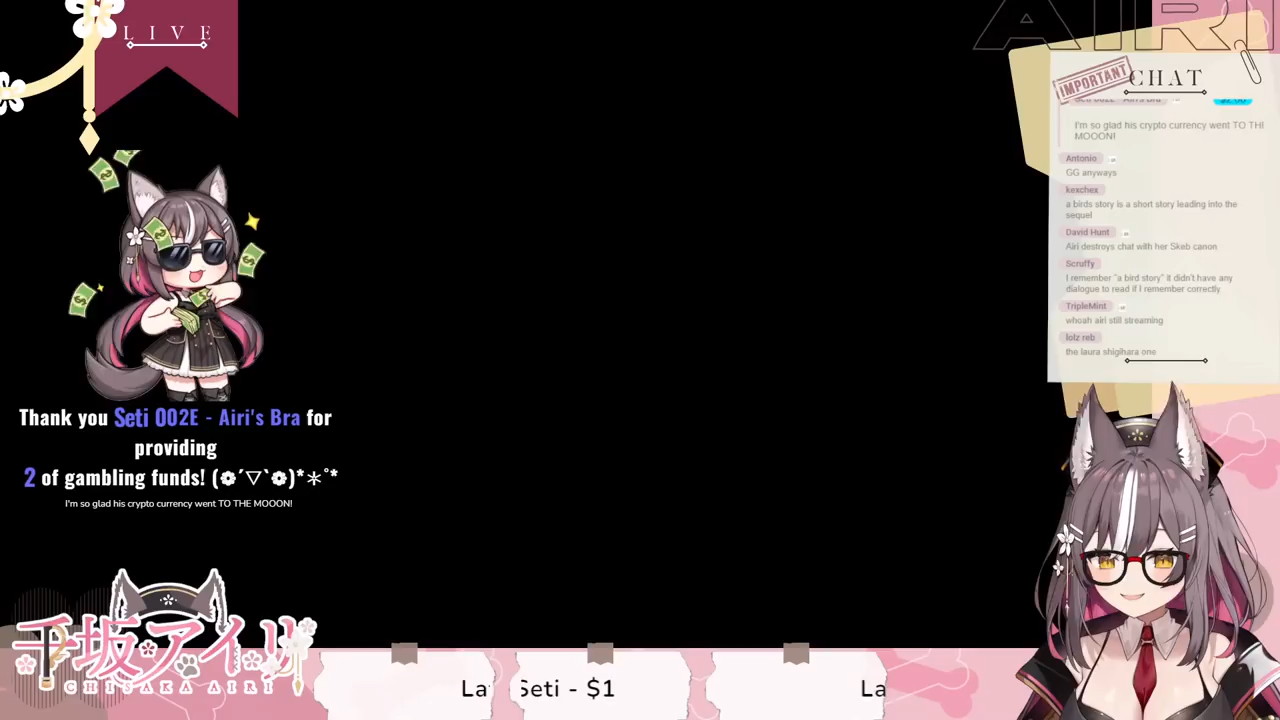 LIVE
AIRI
IMPORTANT
CHAT
I'm so glad his crypto currency went TO THI
MOOON!
Antonio
GG anyways
kexchex
a birds story is a short story leading into the
sequel
David Hunt
Airi destroys chat with her Skeb canon
Scruffy
I remember "a bird story" it didn't have any
dialogue to read if I remember correctly
TripleMint
whoah airi still streaming
lolz reb
the laura shigihara one
Thank you Seti 002E - Airi's Bra for
providing
2 of gambling funds! (✿´▽`✿)*＊˚*
I'm so glad his crypto currency went TO THE MOOON!
千坂アイリ
CHISAKA AIRI
La
Seti - $1
La